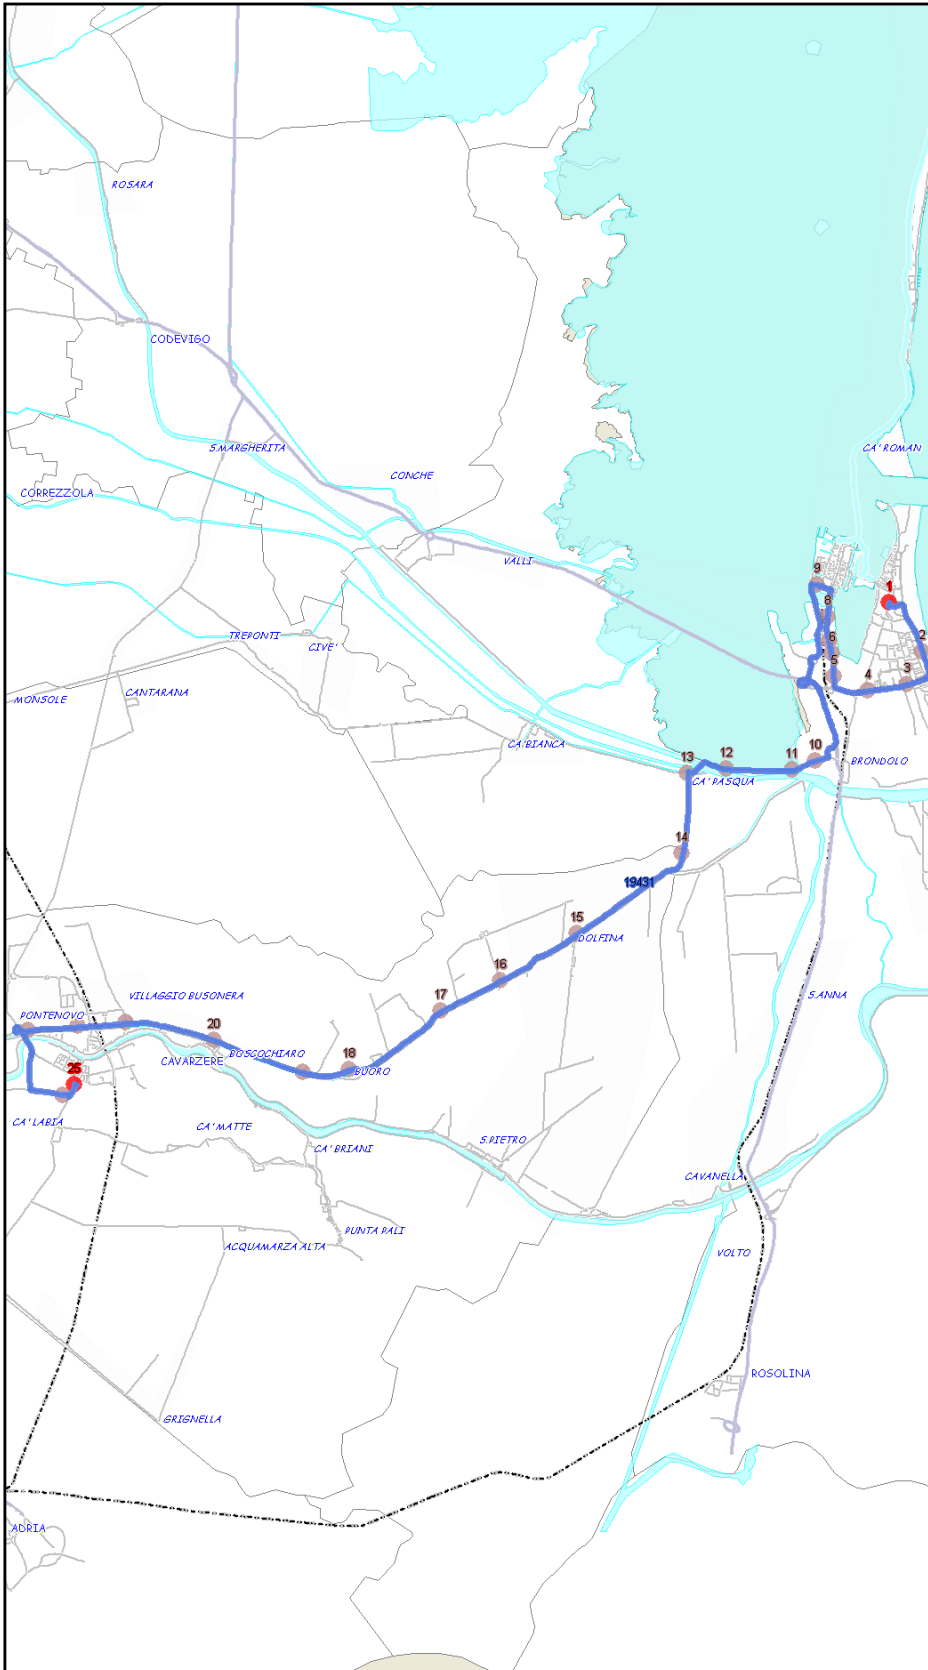 ROSARA
CODEVIGO
S.MARGHERITA
CA' ROMAN
CONCHE
CORREZZOLA
VALLI
9
1
8
TREPONTI
6
2
CIVE'
5
3
4
MONSOLE
CANTARANA
CA'BIANCA
13
12
11
10
BRONDOLO
CA'PASQUA
14
19431
15
DOLFINA
16
VILLAGGIO BUSONERA
17
S.ANNA
PONTENOVO
20
BOSCOCHIARO
18
CAVARZERE
BUORO
25
CA'LABIA
CA'MATTE
CA'BRIANI
S.PIETRO
CAVANELLA
PUNTA PALI
ACQUAMARZA ALTA
VOLTO
ROSOLINA
GRIGNELLA
ADRIA